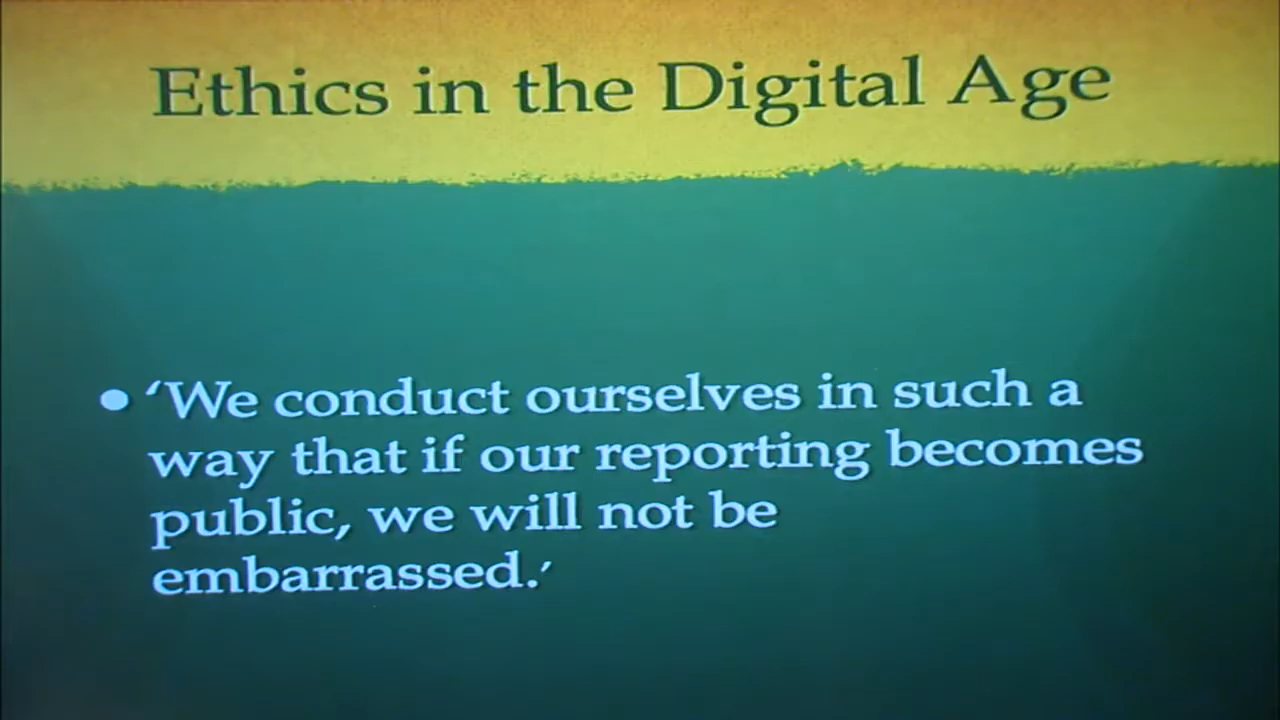 Ethics in the Digital Age
• ‘We conduct ourselves in such a
way that if our reporting becomes
public, we will not be
embarrassed.’